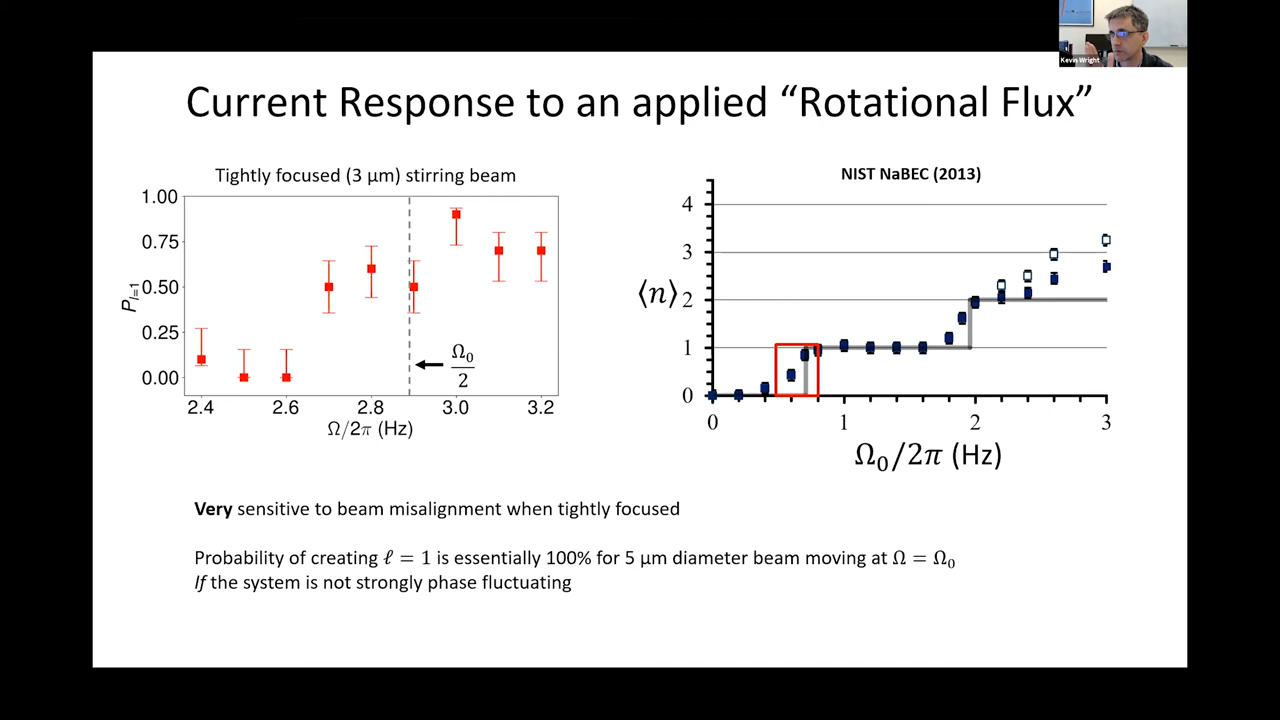 Kevin Wright
Current Response to an applied “Rotational Flux”
Tightly focused (3 μm) stirring beam
1.00
0.75
0.50
0.25
0.00
P_{l=1}
Ω₀
2
2.4 2.6 2.8 3.0 3.2
Ω/2π (Hz)
NIST NaBEC (2013)
4
3
⟨n⟩ 2
1
0
0 1 2 3
Ω₀/2π (Hz)
Very sensitive to beam misalignment when tightly focused
Probability of creating ℓ = 1 is essentially 100% for 5 μm diameter beam moving at Ω = Ω₀
If the system is not strongly phase fluctuating